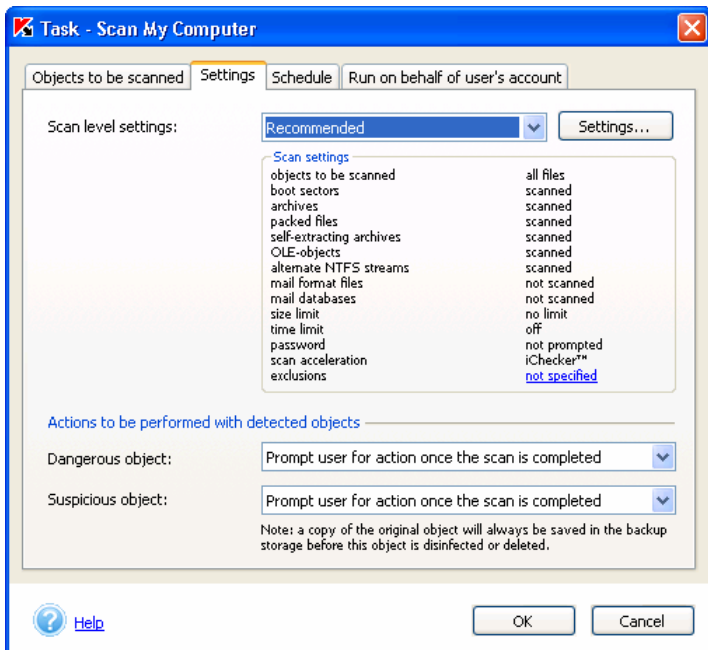 Task - Scan My Computer
Objects to be scanned Settings Schedule Run on behalf of user's account
Scan level settings: Recommended Settings...
Scan settings
objects to be scanned all files
boot sectors scanned
archives scanned
packed files scanned
self-extracting archives scanned
OLE-objects scanned
alternate NTFS streams scanned
mail format files not scanned
mail databases not scanned
size limit no limit
time limit off
password not prompted
scan acceleration iChecker™
exclusions not specified
Actions to be performed with detected objects
Dangerous object: Prompt user for action once the scan is completed
Suspicious object: Prompt user for action once the scan is completed
Note: a copy of the original object will always be saved in the backup
storage before this object is disinfected or deleted.
Help OK Cancel